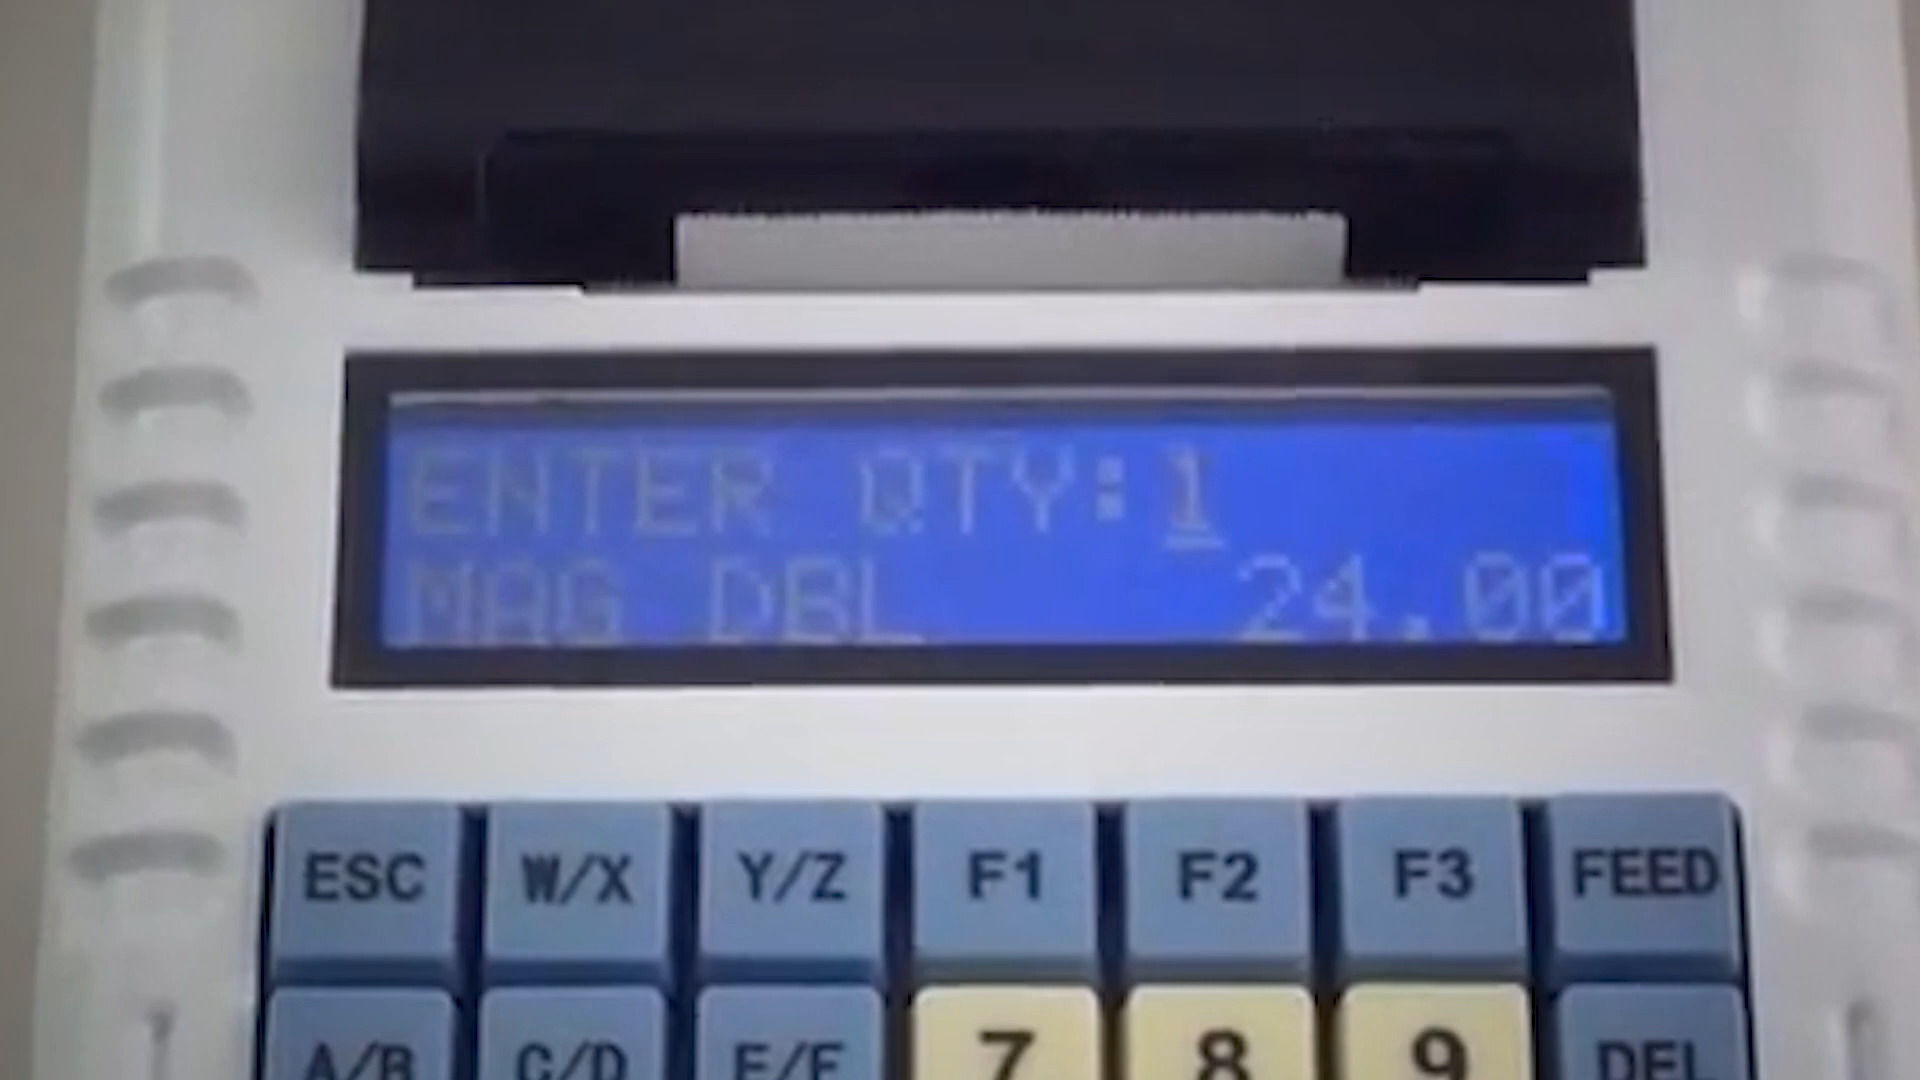 ENTER QTY:1
MAG DBL 24.00
ESC W/X Y/Z F1 F2 F3 FEED
A/B C/D E/F 7 8 9 DEL